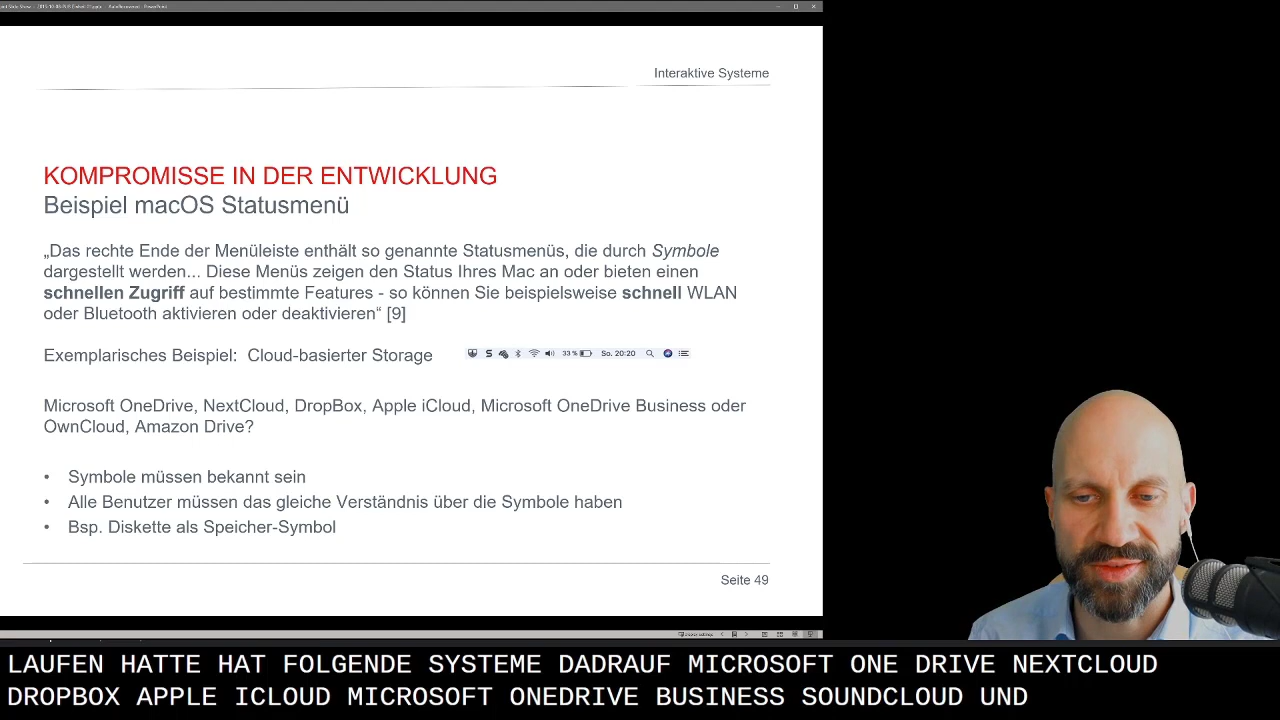 Interaktive Systeme
KOMPROMISSE IN DER ENTWICKLUNG
Beispiel macOS Statusmenü
„Das rechte Ende der Menüleiste enthält so genannte Statusmenüs, die durch Symbole
dargestellt werden... Diese Menüs zeigen den Status Ihres Mac an oder bieten einen
schnellen Zugriff auf bestimmte Features - so können Sie beispielsweise schnell WLAN
oder Bluetooth aktivieren oder deaktivieren“ [9]
Exemplarisches Beispiel: Cloud-basierter Storage
33 % So. 20:20
Microsoft OneDrive, NextCloud, DropBox, Apple iCloud, Microsoft OneDrive Business oder
OwnCloud, Amazon Drive?
• Symbole müssen bekannt sein
• Alle Benutzer müssen das gleiche Verständnis über die Symbole haben
• Bsp. Diskette als Speicher-Symbol
Seite 49
LAUFEN HATTE HAT FOLGENDE SYSTEME DADRAUF MICROSOFT ONE DRIVE NEXTCLOUD
DROPBOX APPLE ICLOUD MICROSOFT ONEDRIVE BUSINESS SOUNDCLOUD UND